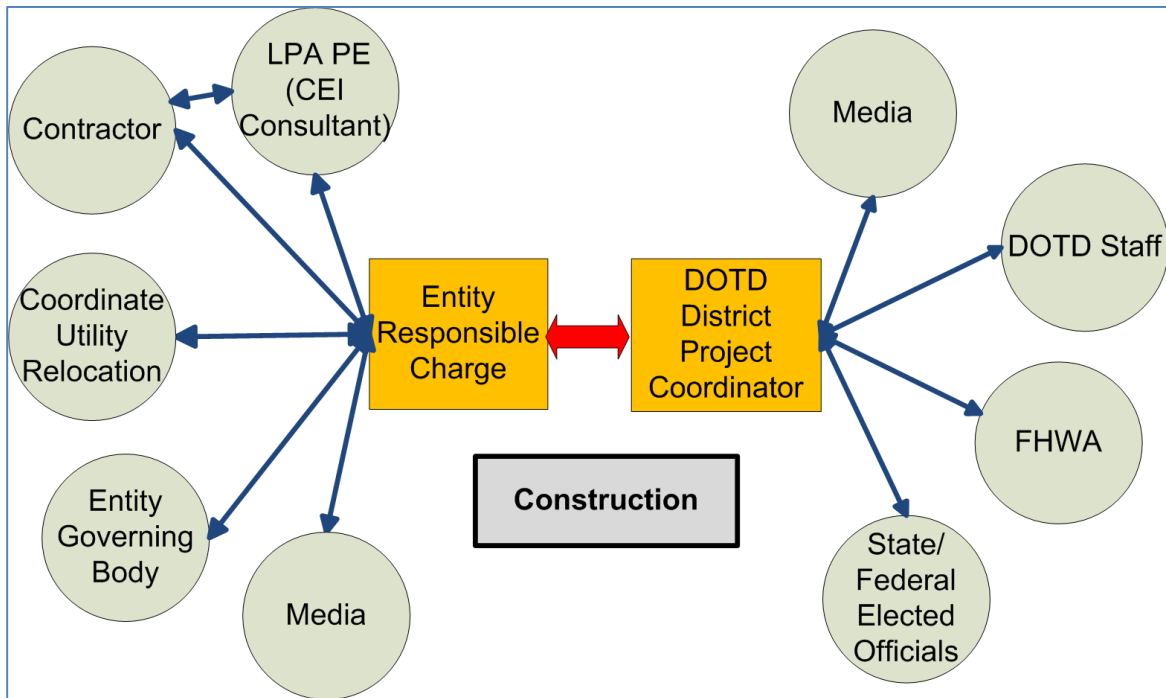 LPA PE
(CEI
Consultant)
Contractor
Media
DOTD Staff
Coordinate
Utility
Relocation
Entity
Responsible
Charge
DOTD
District
Project
Coordinator
FHWA
Construction
Entity
Governing
Body
Media
State/
Federal
Elected
Officials